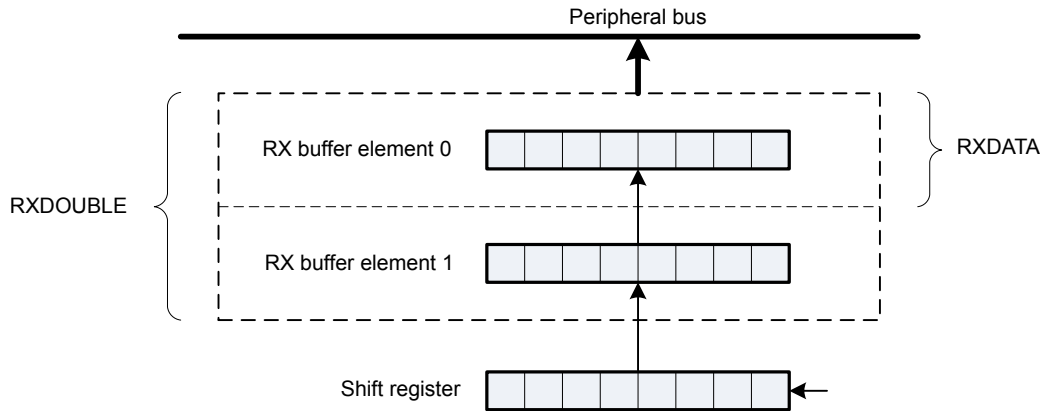 Peripheral bus
RX buffer element 0
RXDATA
RXDOUBLE
RX buffer element 1
Shift register